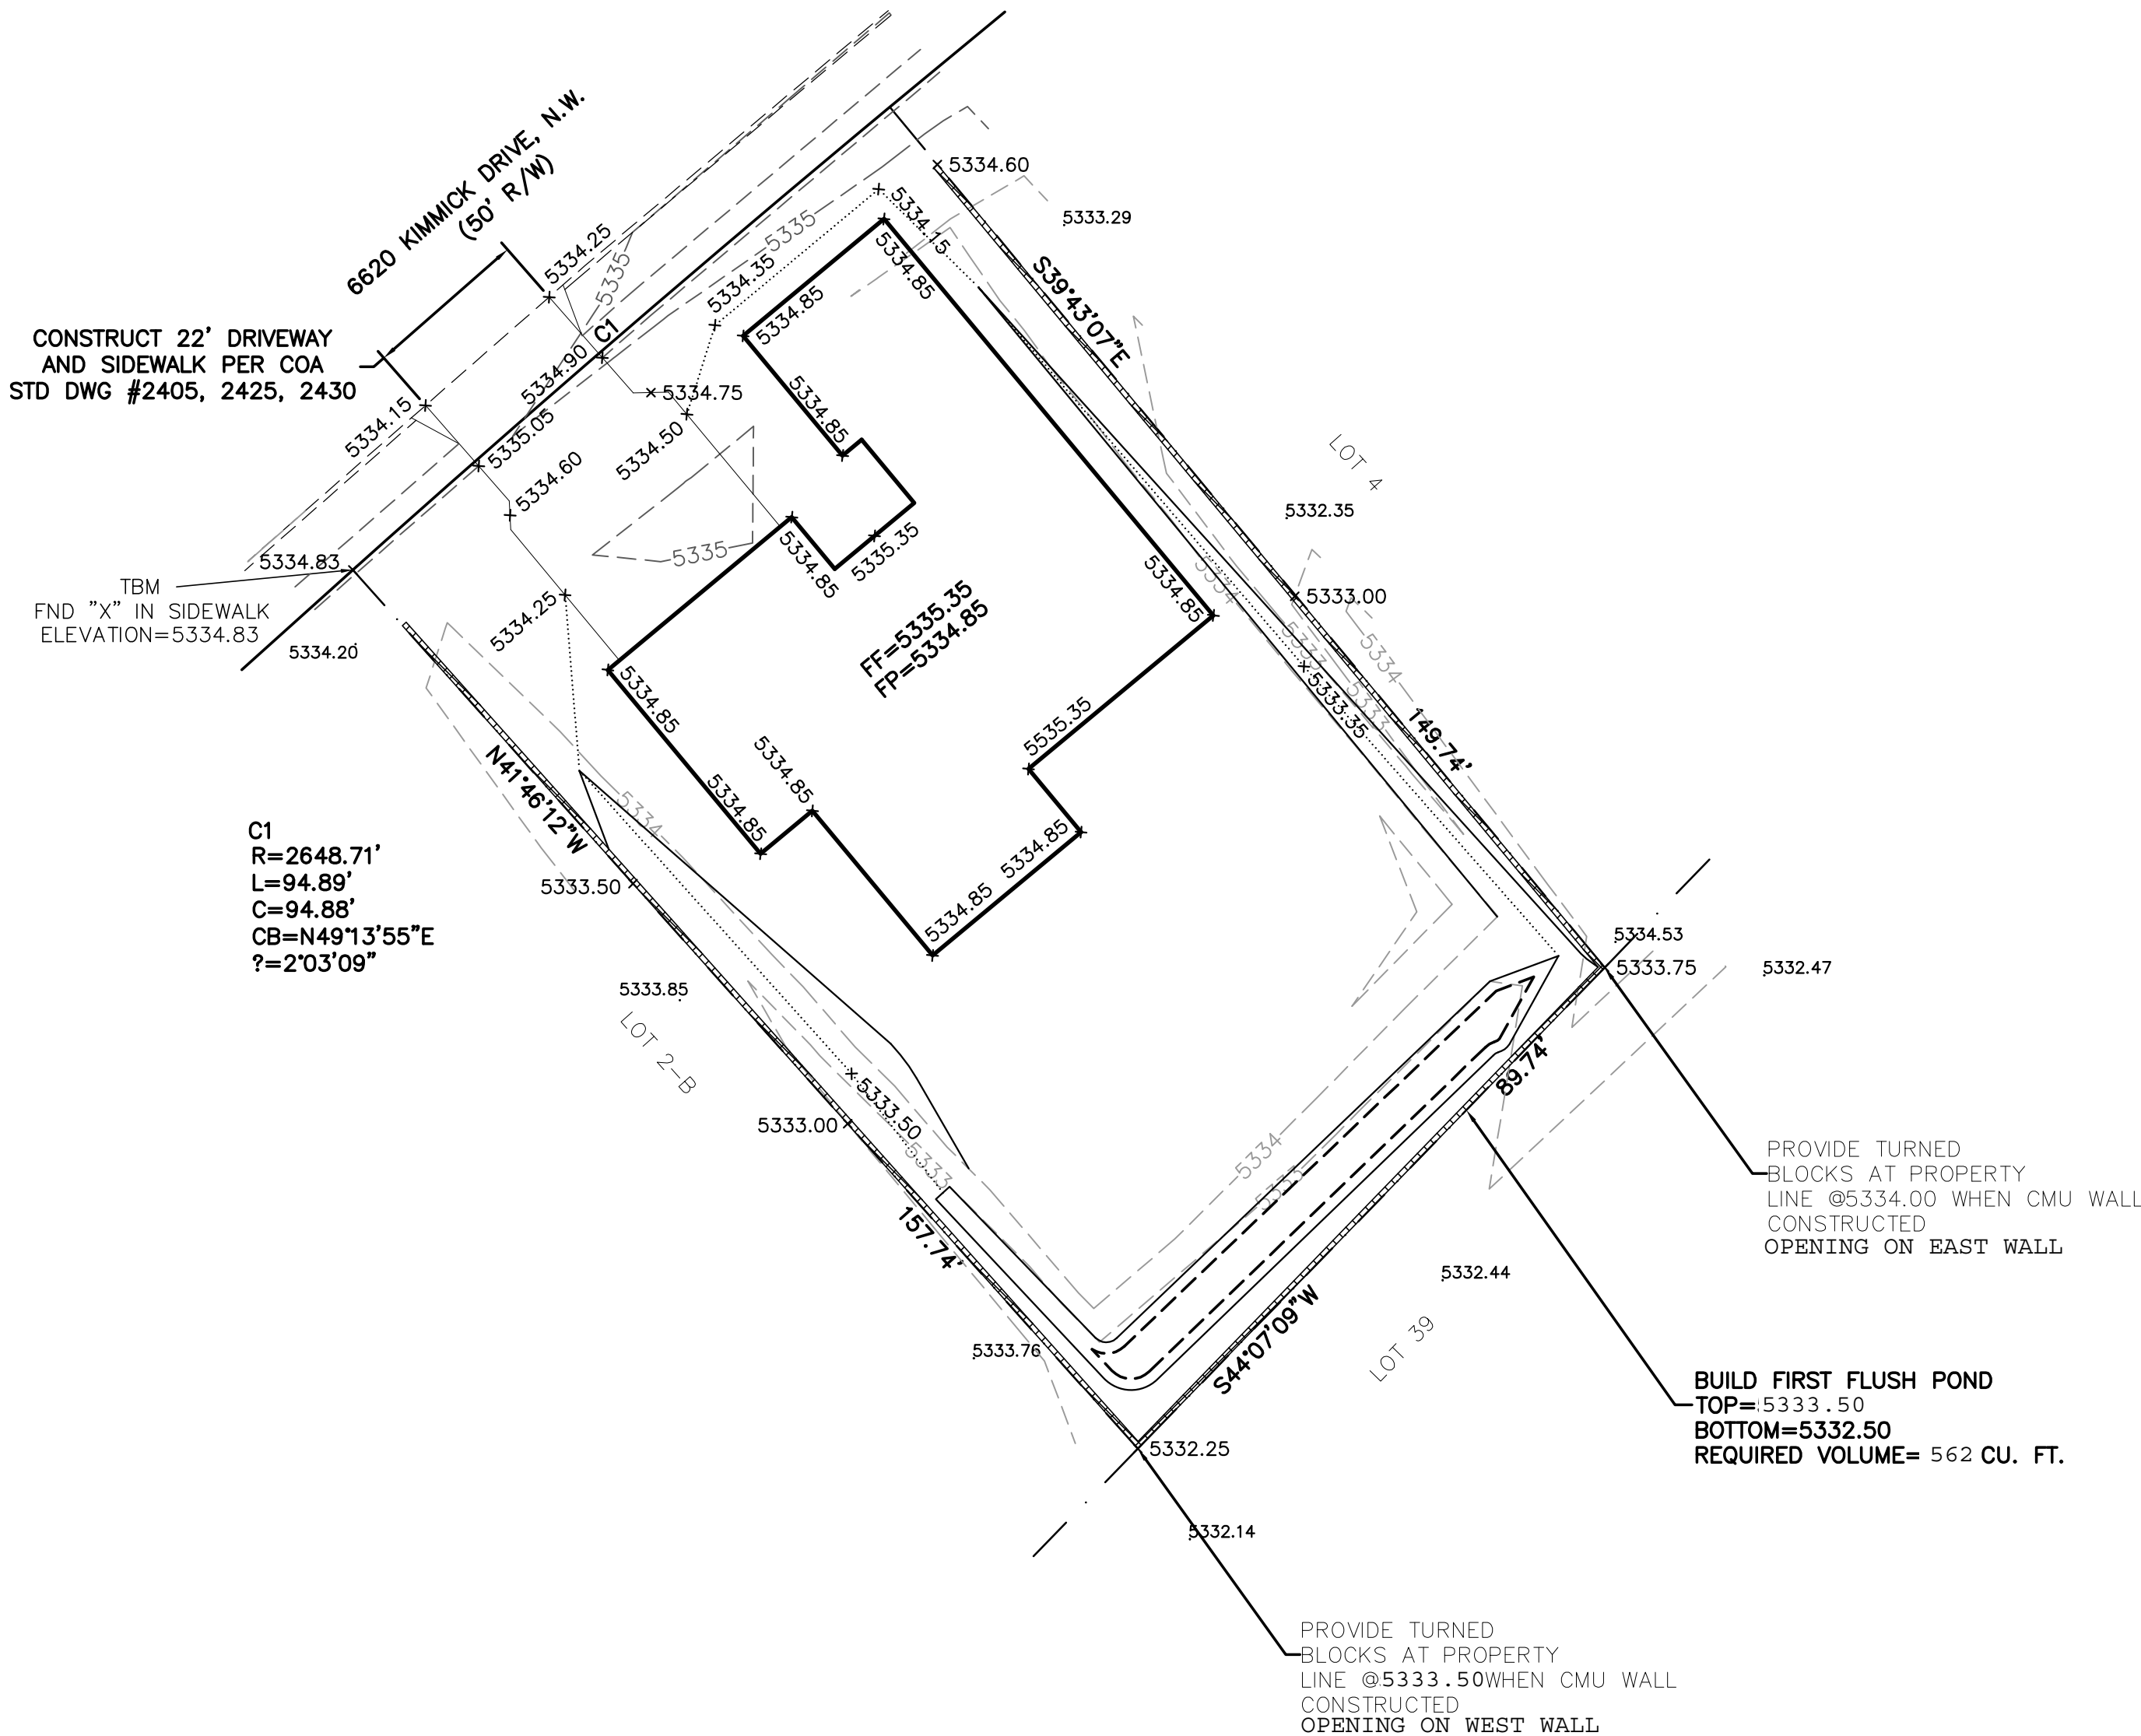 6620 KIMMICK DRIVE, N.W.
(50' R/W)
CONSTRUCT 22' DRIVEWAY
AND SIDEWALK PER COA
STD DWG #2405, 2425, 2430
5334.60
5333.29
5334.25
5335
5335
5334.15
5334.35
5334.85
5334.85
S39°43'07"E
C1
5334.90
5334.75
5334.15
5335.05
5334.50
5334.85
5334.60
LOT 4
5332.35
5335
5334.85
5335.35
5334.83
TBM
FND "X" IN SIDEWALK
ELEVATION=5334.83
5334.20
5334.25
EF=5335.35
FP=5334.85
5334.85
5334
5333.00
5333
5334
5333
5333.35
149.74'
5334.85
5535.35
N41°46'12"W
5334
5334.85
5334.85
5334.85
5334.85
C1
R=2648.71'
L=94.89'
C=94.88'
CB=N49°13'55"E
?=2°03'09"
5333.50
5333.85
LOT 2-B
5334.53
5333.75
5332.47
5333.50
5333.00
5333
157.74'
89.74'
5334
5333
PROVIDE TURNED
BLOCKS AT PROPERTY
LINE @5334.00 WHEN CMU WALL
CONSTRUCTED
OPENING ON EAST WALL
5332.44
LOT 39
S44°07'09"W
5333.76
BUILD FIRST FLUSH POND
TOP=5333.50
BOTTOM=5332.50
REQUIRED VOLUME= 562 CU. FT.
5332.25
5332.14
PROVIDE TURNED
BLOCKS AT PROPERTY
LINE @5333.50WHEN CMU WALL
CONSTRUCTED
OPENING ON WEST WALL